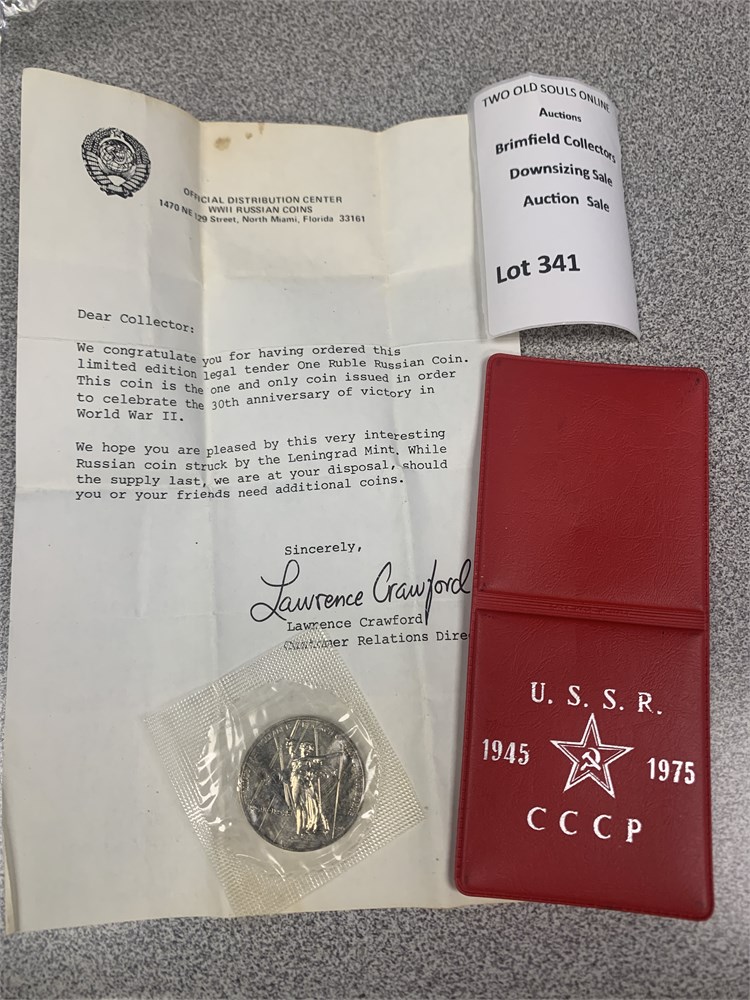 OFFICIAL DISTRIBUTION CENTER
WWII RUSSIAN COINS
1470 NE 129 Street, North Miami, Florida 33161
Dear Collector:
We congratulate you for having ordered this
limited edition legal tender One Ruble Russian Coin.
This coin is the one and only coin issued in order
to celebrate the 30th anniversary of victory in
World War II.
We hope you are pleased by this very interesting
Russian coin struck by the Leningrad Mint. While
the supply last, we are at your disposal, should
you or your friends need additional coins.
Sincerely,
Lawrence Crawford
Lawrence Crawford
Customer Relations Dire
TWO OLD SOULS ONLINE
Auctions
Brimfield Collectors
Downsizing Sale
Auction Sale
Lot 341
U. S. S. R.
1945 1975
C C C P